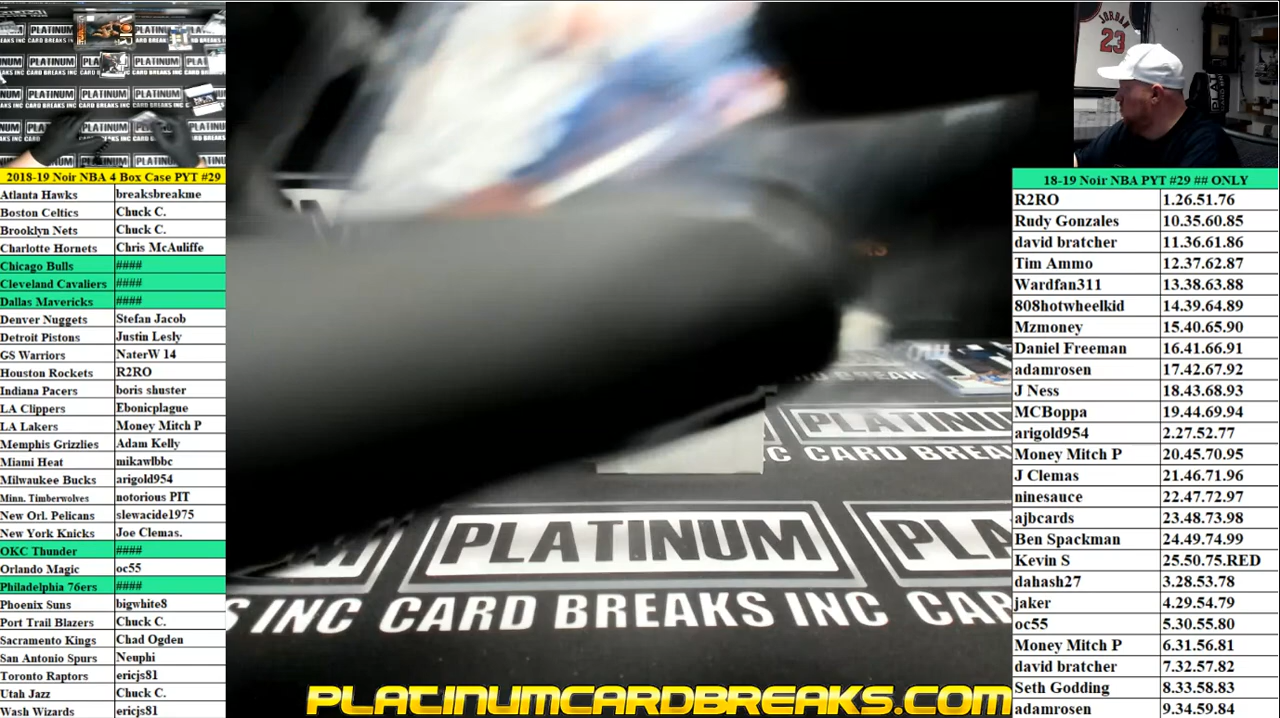 2018-19 Noir NBA 4 Box Case PYT #29
Atlanta Hawks breaksbreakme
Boston Celtics Chuck C.
Brooklyn Nets Chuck C.
Charlotte Hornets Chris McAuliffe
Chicago Bulls ####
Cleveland Cavaliers ####
Dallas Mavericks ####
Denver Nuggets Stefan Jacob
Detroit Pistons Justin Lesly
GS Warriors NaterW 14
Houston Rockets R2RO
Indiana Pacers boris shuster
LA Clippers Ebonicplague
LA Lakers Money Mitch P
Memphis Grizzlies Adam Kelly
Miami Heat mikawlbbc
Milwaukee Bucks arigold954
Minn. Timberwolves notorious PIT
New Orl. Pelicans slewacide1975
New York Knicks Joe Clemas.
OKC Thunder ####
Orlando Magic oc55
Philadelphia 76ers ####
Phoenix Suns bigwhite8
Port Trail Blazers Chuck C.
Sacramento Kings Chad Ogden
San Antonio Spurs Neuphi
Toronto Raptors ericjs81
Utah Jazz Chuck C.
Wash Wizards ericjs81
PLATINUM
CARD BREAKS
PLATINUM PLA
S INC CARD BREAKS INC CAR
PLATINUMCARDBREAKS.COM
JORDAN
23
18-19 Noir NBA PYT #29 ## ONLY
R2RO 1.26.51.76
Rudy Gonzales 10.35.60.85
david bratcher 11.36.61.86
Tim Ammo 12.37.62.87
Wardfan311 13.38.63.88
808hotwheelkid 14.39.64.89
Mzmoney 15.40.65.90
Daniel Freeman 16.41.66.91
adamrosen 17.42.67.92
J Ness 18.43.68.93
MCBoppa 19.44.69.94
arigold954 2.27.52.77
Money Mitch P 20.45.70.95
J Clemas 21.46.71.96
ninesauce 22.47.72.97
ajbcards 23.48.73.98
Ben Spackman 24.49.74.99
Kevin S 25.50.75.RED
dahash27 3.28.53.78
jaker 4.29.54.79
oc55 5.30.55.80
Money Mitch P 6.31.56.81
david bratcher 7.32.57.82
Seth Godding 8.33.58.83
adamrosen 9.34.59.84